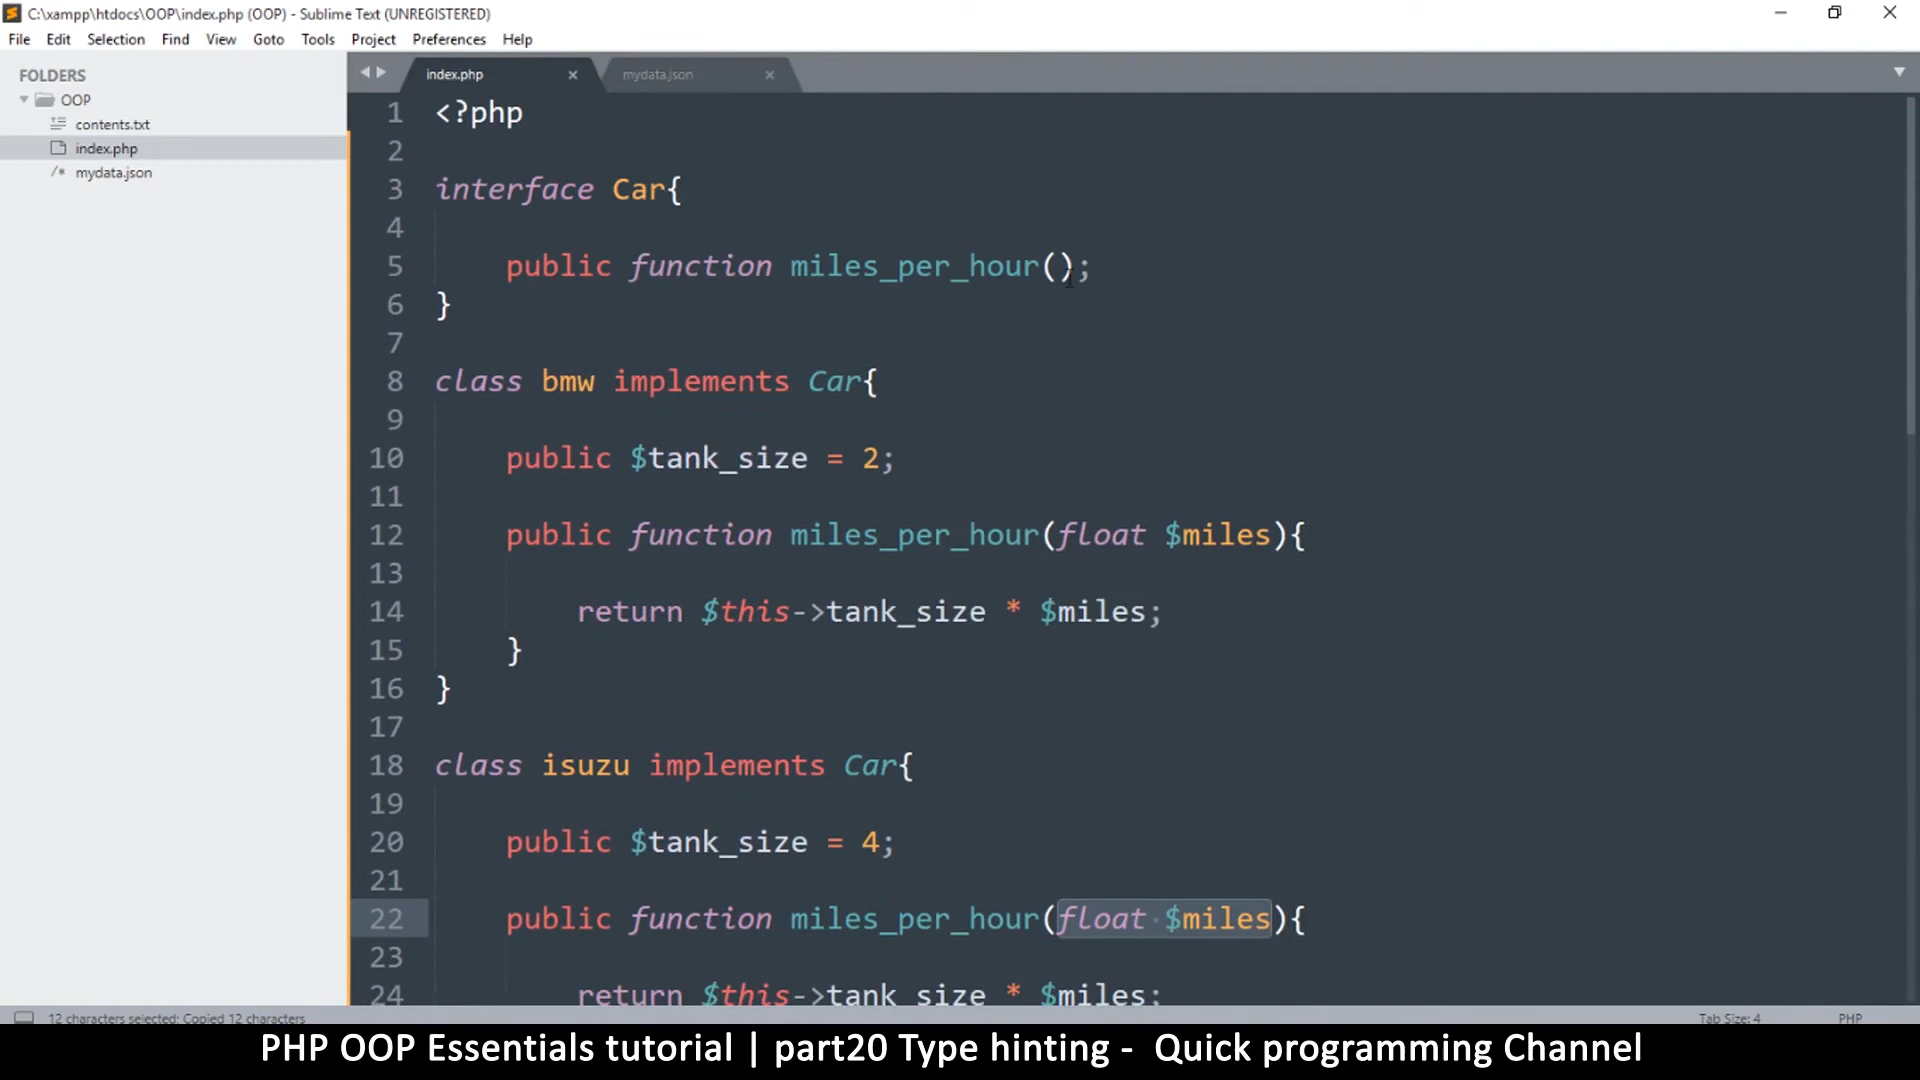 C:\xampp\htdocs\OOP\index.php (OOP) - Sublime Text (UNREGISTERED)
File Edit Selection Find View Goto Tools Project Preferences Help
FOLDERS
OOP
contents.txt
index.php
mydata.json
index.php
mydata.json
1 <?php
2
3 interface Car{
4
5 public function miles_per_hour();
6 }
7
8 class bmw implements Car{
9
10 public $tank_size = 2;
11
12 public function miles_per_hour(float $miles){
13
14 return $this->tank_size * $miles;
15 }
16 }
17
18 class isuzu implements Car{
19
20 public $tank_size = 4;
21
22 public function miles_per_hour(float $miles){
23
24 return $this->tank_size * $miles;
12 characters selected: Copied 12 characters
Tab Size: 4
PHP
PHP OOP Essentials tutorial | part20 Type hinting - Quick programming Channel